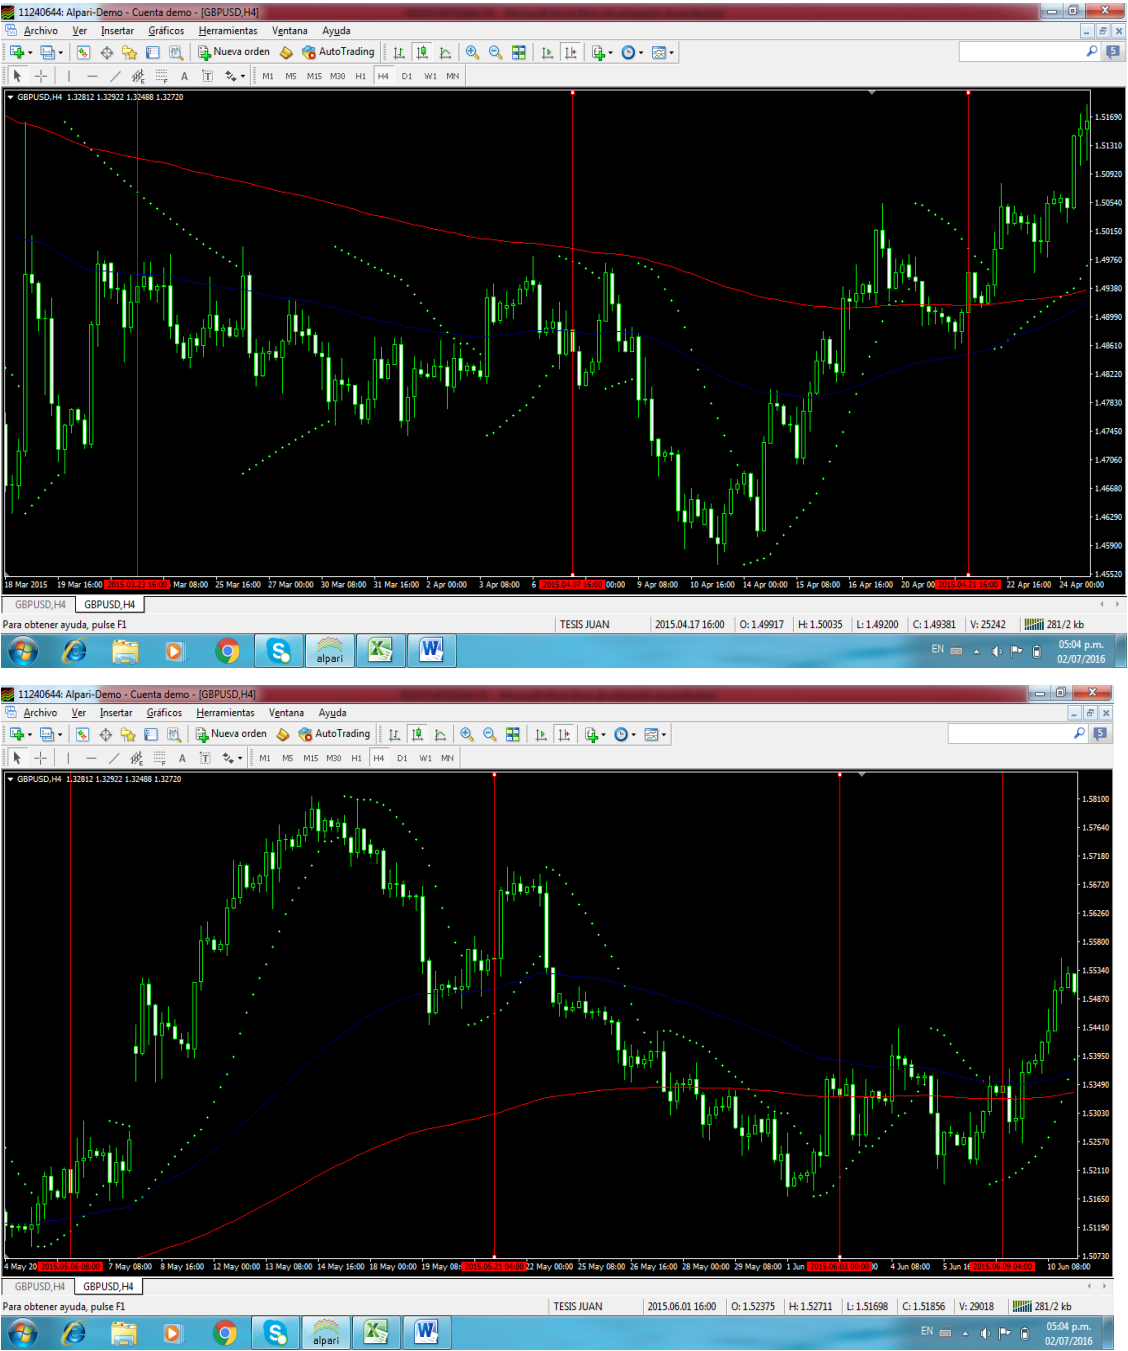 11240644: Alpari-Demo - Cuenta demo - [GBPUSD,H4]
Archivo Ver Insertar Gráficos Herramientas Ventana Ayuda
Nueva orden AutoTrading 5
A T M1 M5 M15 M30 H1 H4 D1 W1 MN
GBPUSD,H4 1.32812 1.32922 1.32488 1.32720
1.51690
1.51310
1.50920
1.50540
1.50150
1.49760
1.49380
1.48990
1.48610
1.48220
1.47830
1.47450
1.47060
1.46680
1.46290
1.45900
1.45520
18 Mar 2015 19 Mar 16:00 2015.03.23 16:00 Mar 08:00 25 Mar 16:00 27 Mar 00:00 30 Mar 08:00 31 Mar 16:00 2 Apr 00:00 3 Apr 08:00 6 2015.04.07 16:00 00:00 9 Apr 08:00 10 Apr 16:00 14 Apr 00:00 15 Apr 08:00 16 Apr 16:00 20 Apr 00 2015.04.21 16:00 22 Apr 16:00 24 Apr 00:00
GBPUSD,H4 GBPUSD,H4
Para obtener ayuda, pulse F1 TESIS JUAN 2015.04.17 16:00 O: 1.49917 H: 1.50035 L: 1.49200 C: 1.49381 V: 25242 281/2 kb
alpari EN 05:04 p.m.
02/07/2016
11240644: Alpari-Demo - Cuenta demo - [GBPUSD,H4]
Archivo Ver Insertar Gráficos Herramientas Ventana Ayuda
Nueva orden AutoTrading 5
A T M1 M5 M15 M30 H1 H4 D1 W1 MN
GBPUSD,H4 1.32812 1.32922 1.32488 1.32720
1.58100
1.57640
1.57180
1.56720
1.56260
1.55800
1.55340
1.54870
1.54410
1.53950
1.53490
1.53030
1.52570
1.52110
1.51650
1.51190
1.50730
4 May 20 2015.05.06 08:00 7 May 08:00 8 May 16:00 12 May 00:00 13 May 08:00 14 May 16:00 18 May 00:00 19 May 08: 2015.05.21 04:00 22 May 00:00 25 May 08:00 26 May 16:00 28 May 00:00 29 May 08:00 1 Jun 2015.06.03 00:00 0 4 Jun 08:00 5 Jun 16 2015.06.09 04:00 10 Jun 08:00
GBPUSD,H4 GBPUSD,H4
Para obtener ayuda, pulse F1 TESIS JUAN 2015.06.01 16:00 O: 1.52375 H: 1.52711 L: 1.51698 C: 1.51856 V: 29018 281/2 kb
alpari EN 05:04 p.m.
02/07/2016